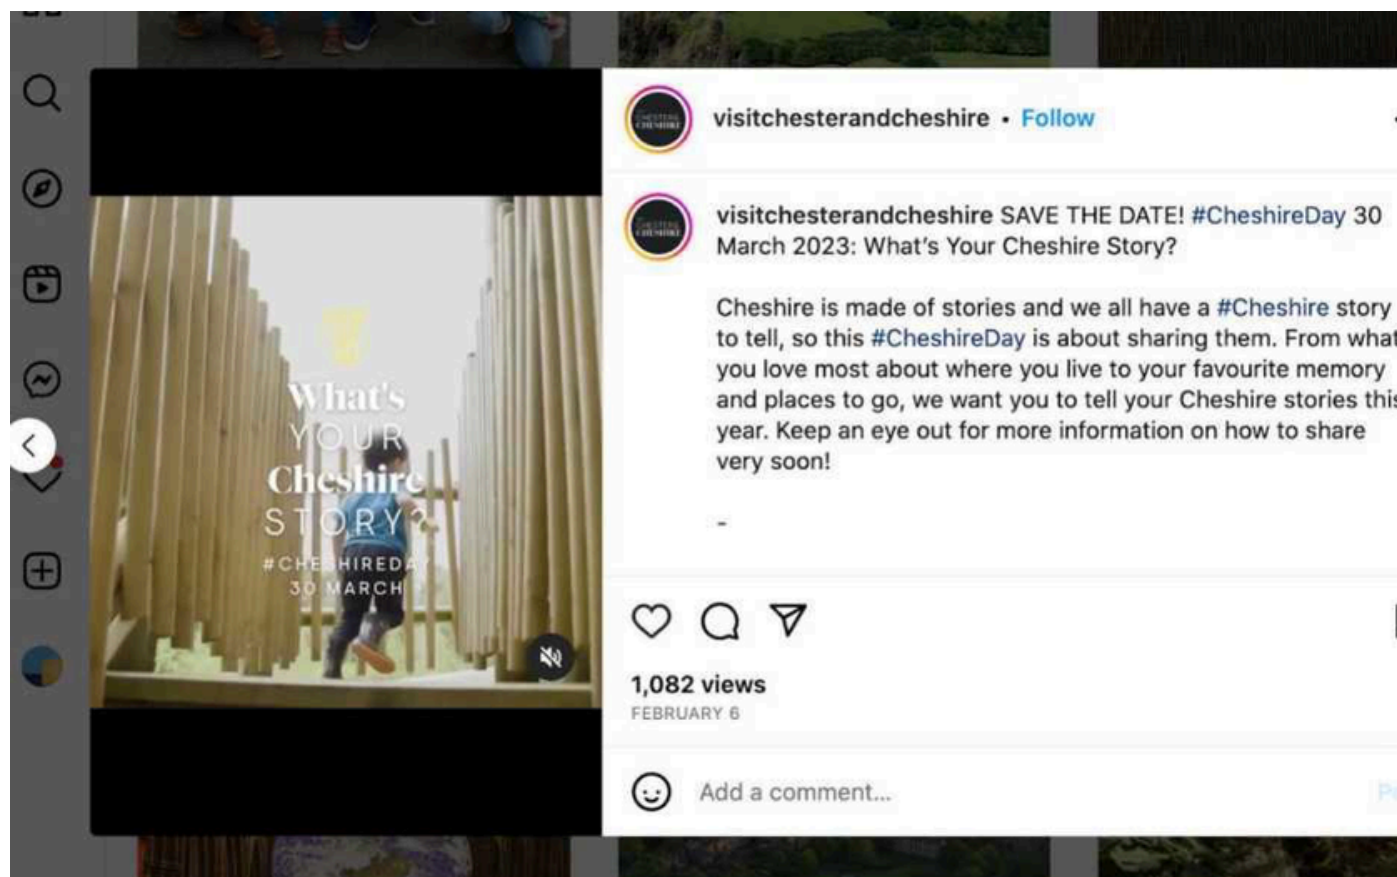 What's
YOUR
Cheshire
STORY?
#CHESHIREDAY
30 MARCH
visitchesterandcheshire • Follow
visitchesterandcheshire SAVE THE DATE! #CheshireDay 30
March 2023: What's Your Cheshire Story?
Cheshire is made of stories and we all have a #Cheshire story
to tell, so this #CheshireDay is about sharing them. From what
you love most about where you live to your favourite memory
and places to go, we want you to tell your Cheshire stories this
year. Keep an eye out for more information on how to share
very soon!
-
1,082 views
FEBRUARY 6
Add a comment...